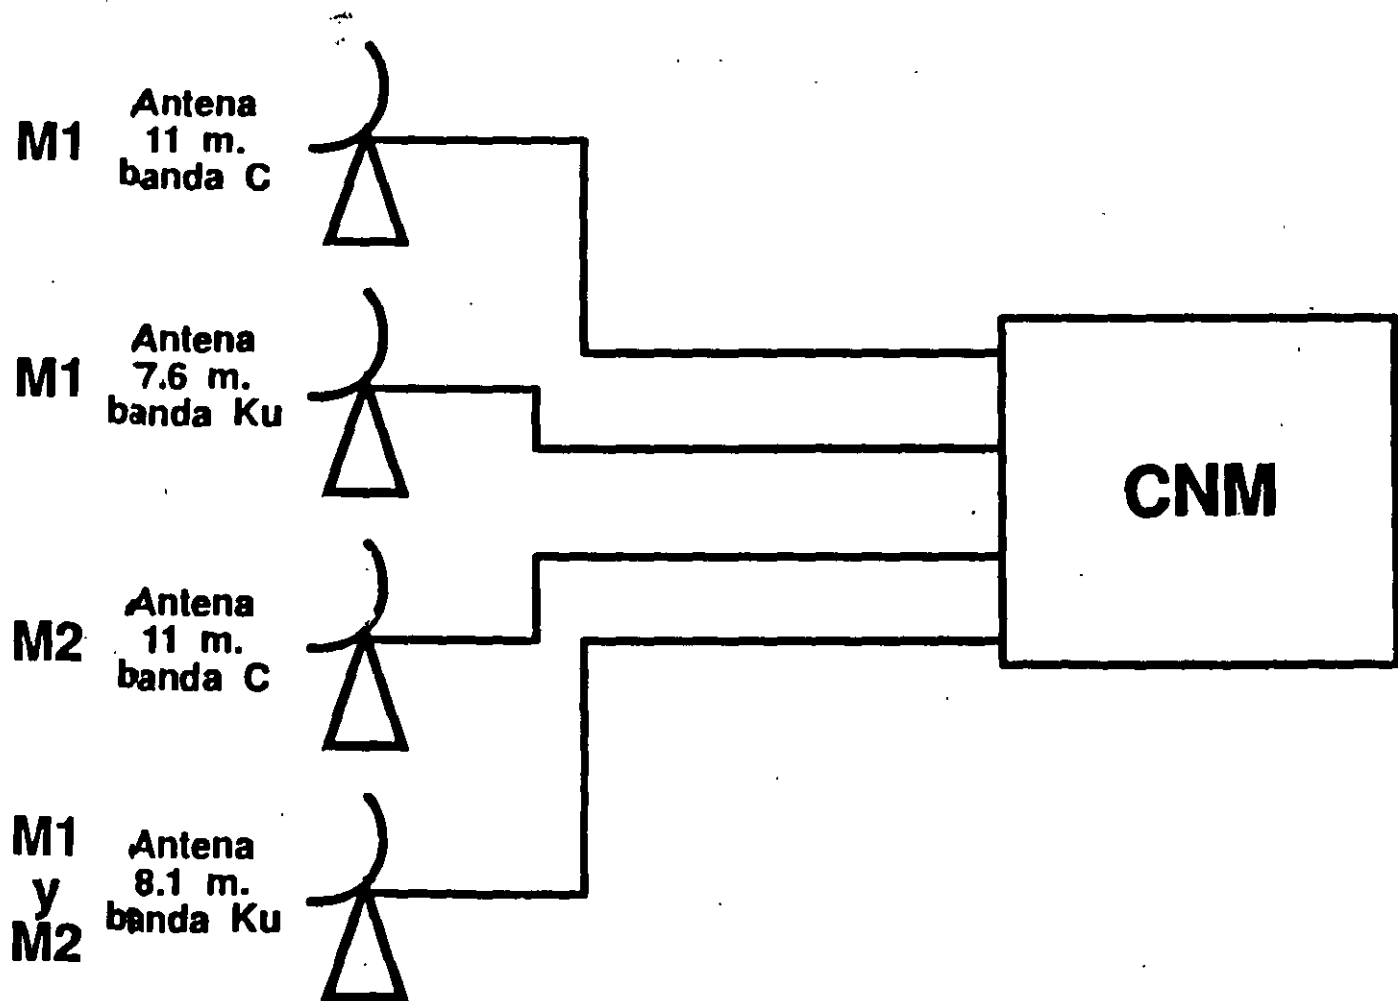 M1
Antena
11 m.
banda C
M1
Antena
7.6 m.
banda Ku
CNM
M2
Antena
11 m.
banda C
M1
y
M2
Antena
8.1 m.
banda Ku